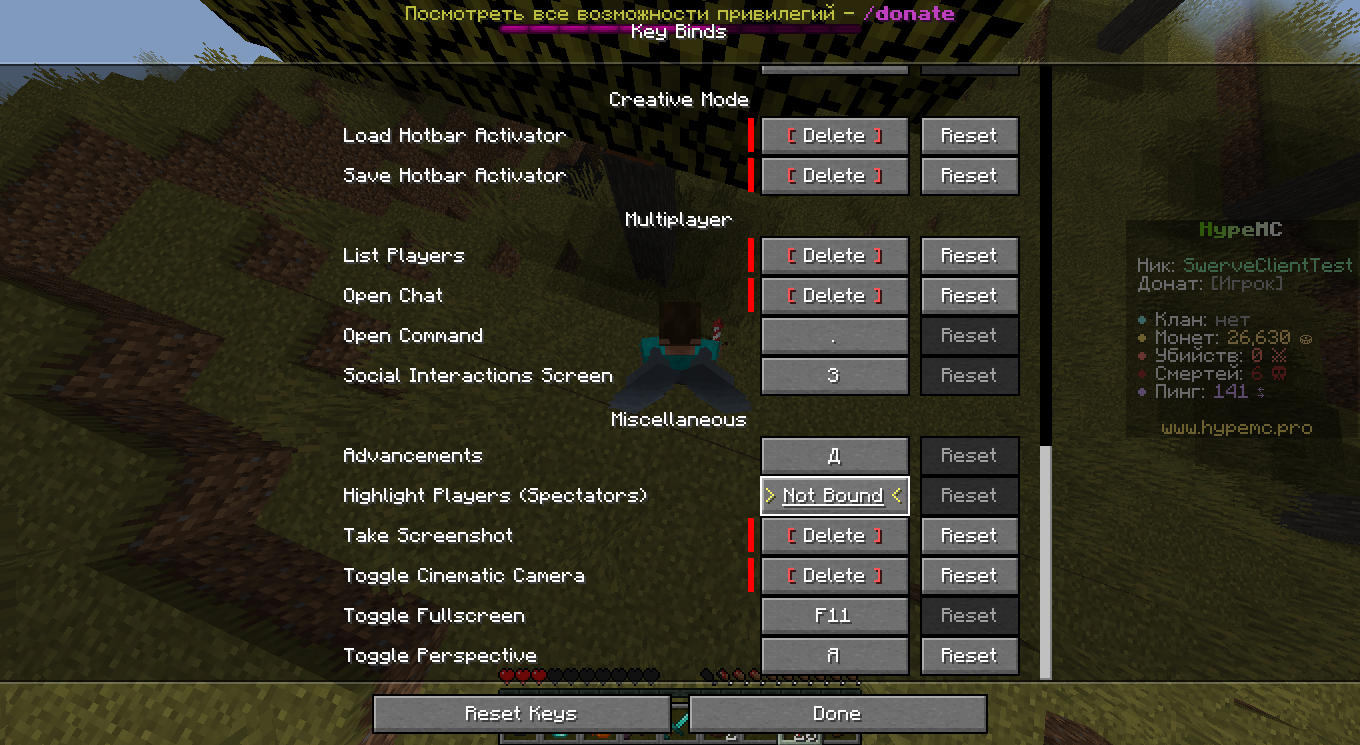 Посмотреть все возможности привилегий - /donate
Key Binds
Creative Mode
Load Hotbar Activator [ Delete ] Reset
Save Hotbar Activator [ Delete ] Reset
Multiplayer
List Players [ Delete ] Reset
Open Chat [ Delete ] Reset
Open Command . Reset
Social Interactions Screen З Reset
Miscellaneous
Advancements Д Reset
Highlight Players (Spectators) > Not Bound < Reset
Take Screenshot [ Delete ] Reset
Toggle Cinematic Camera [ Delete ] Reset
Toggle Fullscreen F11 Reset
Toggle Perspective Я Reset
Reset Keys Done
HypeMC
Ник: SwerveClientTest
Донат: [Игрок]
Клан: нет
Монет: 26,630
Убийств: 0
Смертей: 6
Пинг: 141
www.hypemc.pro